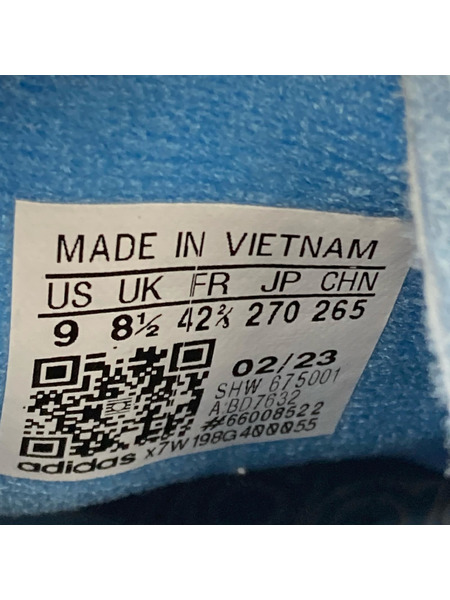 MADE IN VIETNAM
US UK FR JP CHN
9 8½ 42⅔ 270 265
02/23
SHW 675001
A:BD7632
#66008522
adidas x7W198G400055